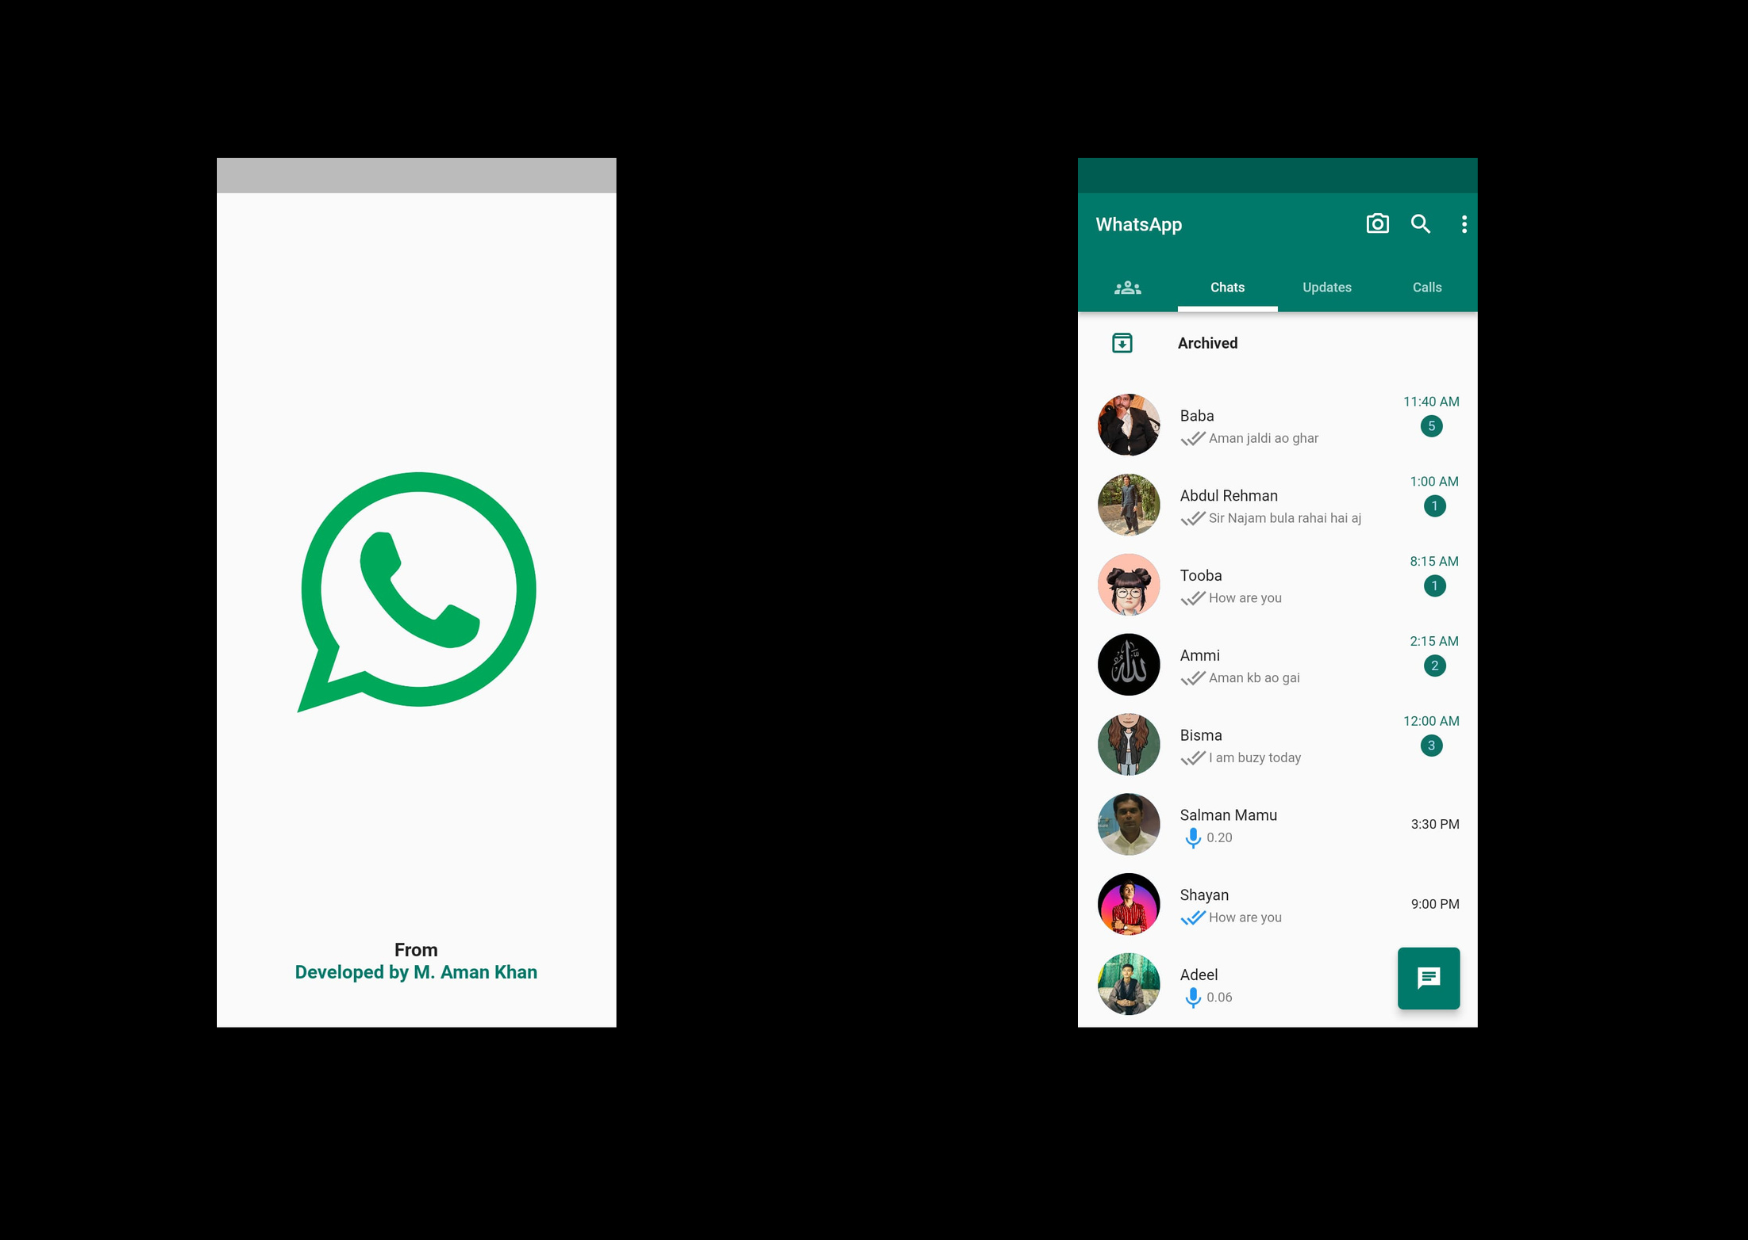 From
Developed by M. Aman Khan
WhatsApp
Chats Updates Calls
Archived
Baba 11:40 AM
Aman jaldi ao ghar 5
Abdul Rehman 1:00 AM
Sir Najam bula rahai hai aj 1
Tooba 8:15 AM
How are you 1
Ammi 2:15 AM
Aman kb ao gai 2
Bisma 12:00 AM
I am buzy today 3
Salman Mamu 3:30 PM
0.20
Shayan 9:00 PM
How are you
Adeel
0.06